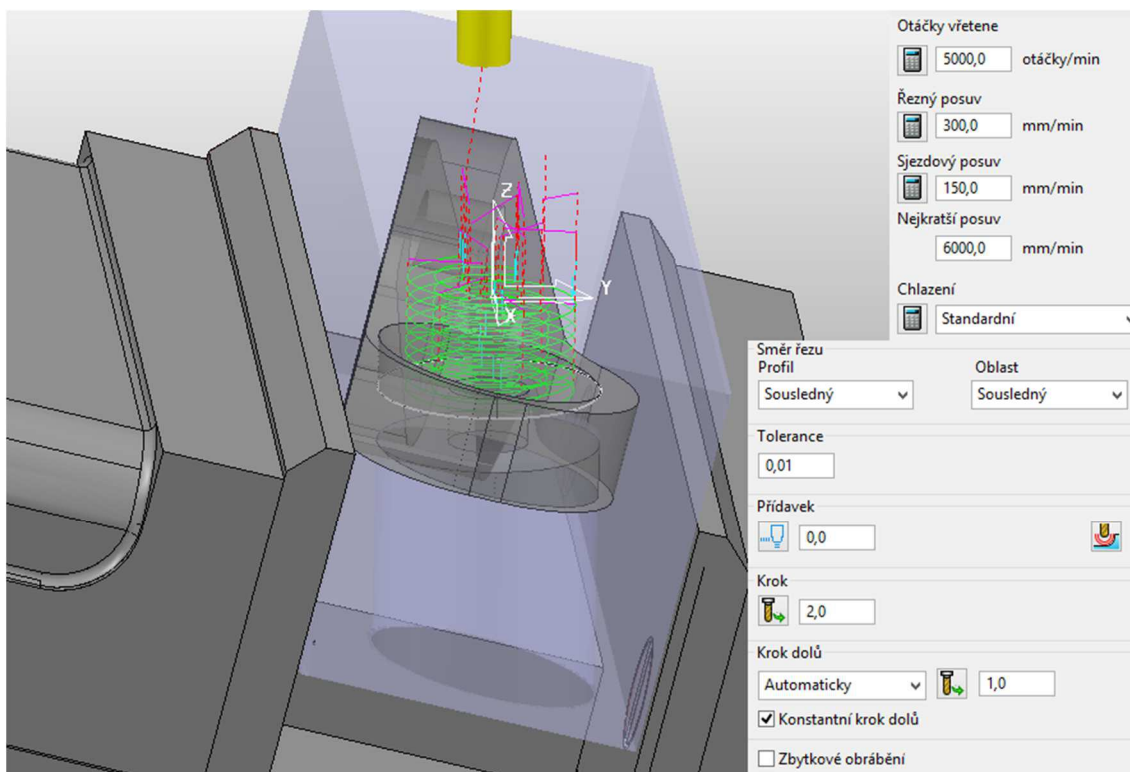 Otáčky vřetene
5000,0 otáčky/min
Řezný posuv
300,0 mm/min
Sjezdový posuv
150,0 mm/min
Nejkratší posuv
6000,0 mm/min
Chlazení
Standardní
Směr řezu
Profil Oblast
Sousledný Sousledný
Tolerance
0,01
Přídavek
0,0
Krok
2,0
Krok dolů
Automaticky 1,0
Konstantní krok dolů
Zbytkové obrábění
Z
Y
X